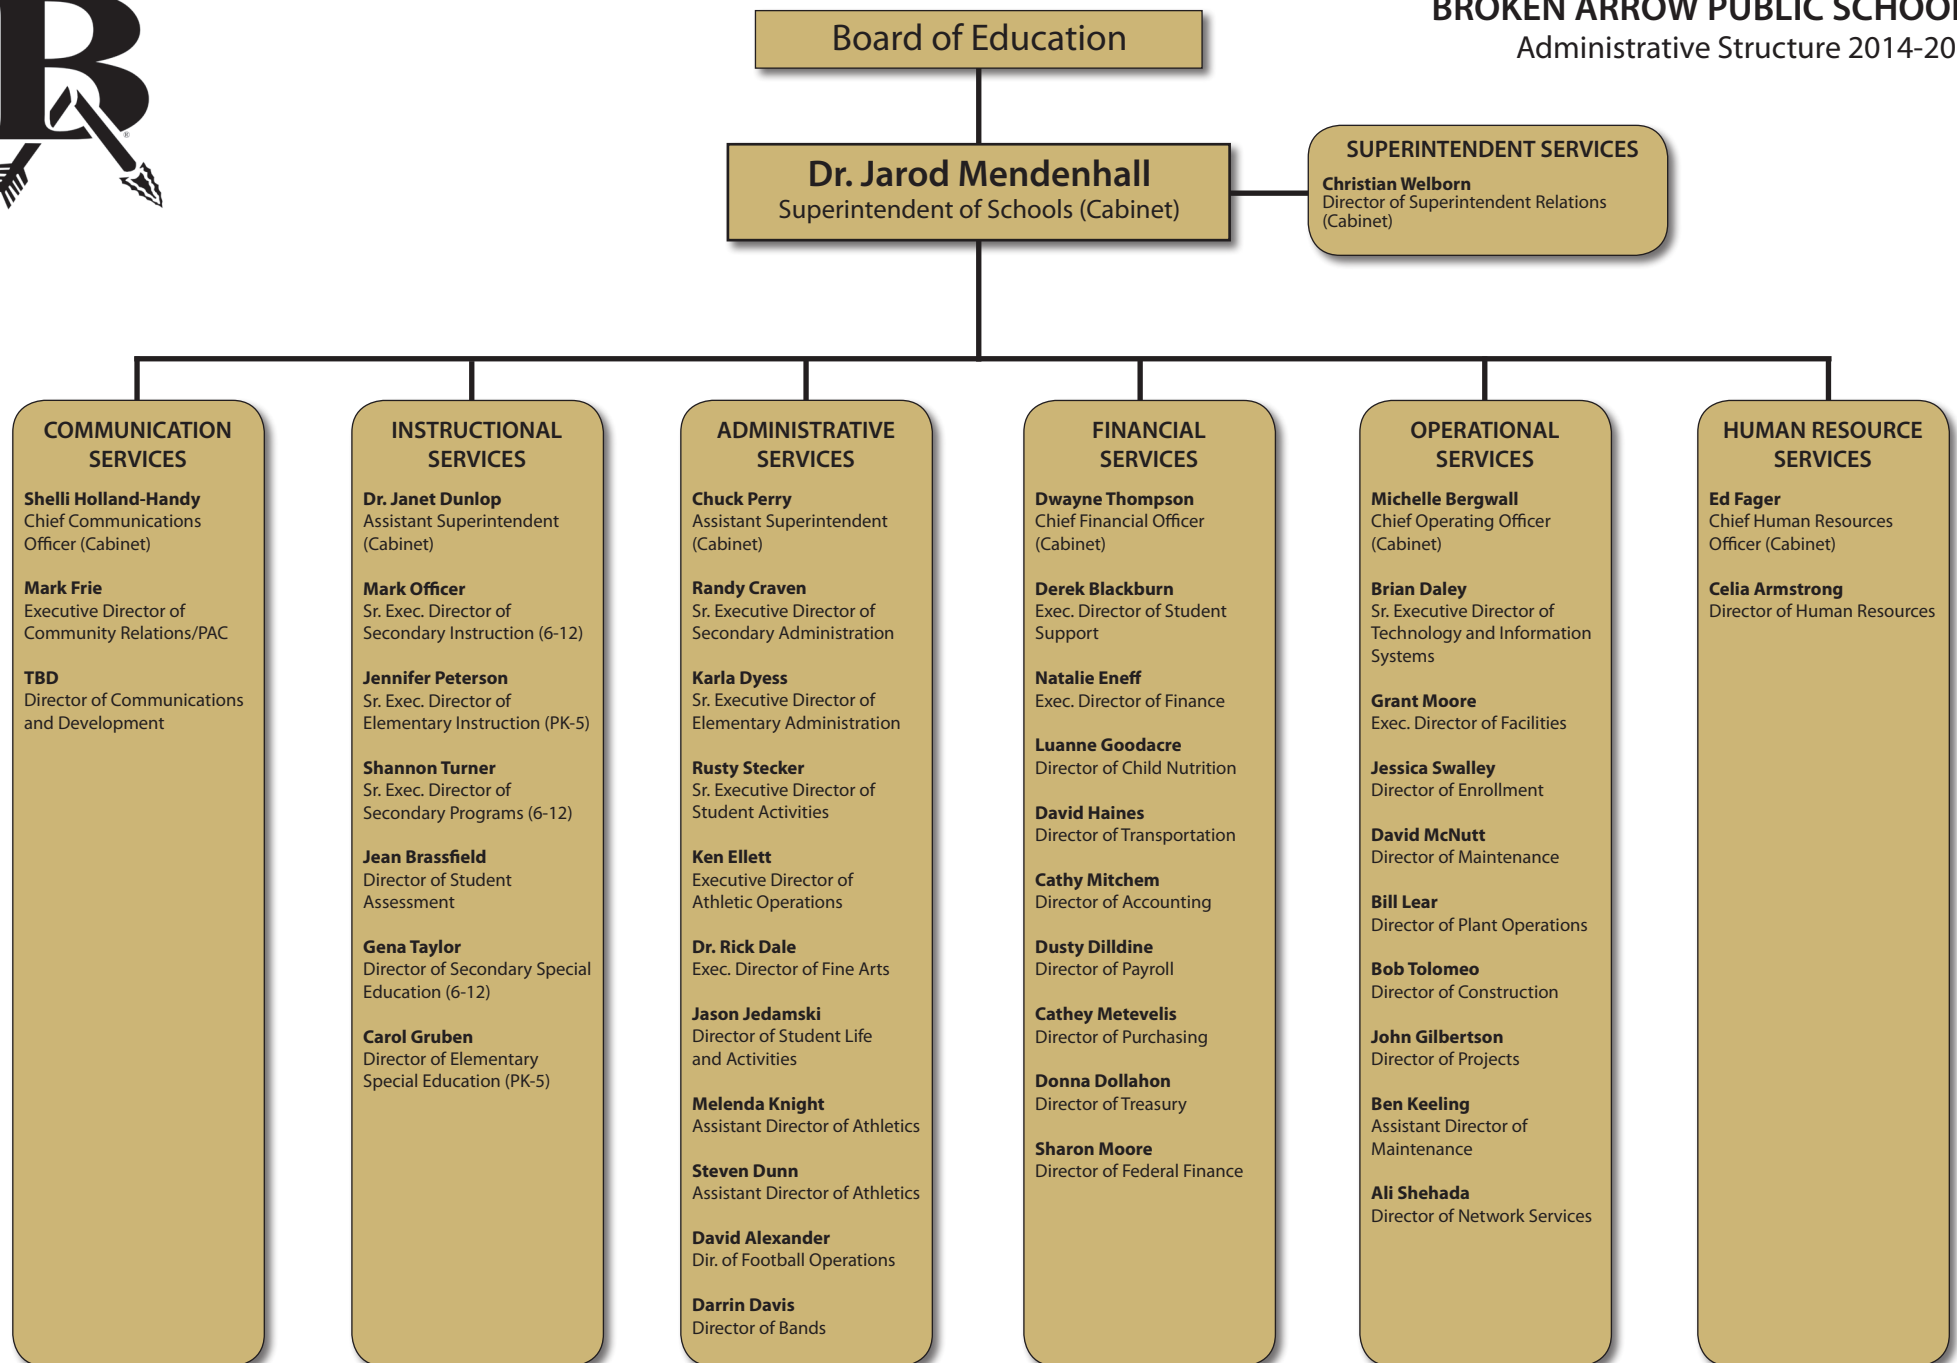 BROKEN ARROW PUBLIC SCHOOL
Administrative Structure 2014-20
Board of Education
Dr. Jarod Mendenhall
Superintendent of Schools (Cabinet)
SUPERINTENDENT SERVICES
Christian Welborn
Director of Superintendent Relations
(Cabinet)
COMMUNICATION
SERVICES
Shelli Holland-Handy
Chief Communications
Officer (Cabinet)
Mark Frie
Executive Director of
Community Relations/PAC
TBD
Director of Communications
and Development
INSTRUCTIONAL
SERVICES
Dr. Janet Dunlop
Assistant Superintendent
(Cabinet)
Mark Officer
Sr. Exec. Director of
Secondary Instruction (6-12)
Jennifer Peterson
Sr. Exec. Director of
Elementary Instruction (PK-5)
Shannon Turner
Sr. Exec. Director of
Secondary Programs (6-12)
Jean Brassfield
Director of Student
Assessment
Gena Taylor
Director of Secondary Special
Education (6-12)
Carol Gruben
Director of Elementary
Special Education (PK-5)
ADMINISTRATIVE
SERVICES
Chuck Perry
Assistant Superintendent
(Cabinet)
Randy Craven
Sr. Executive Director of
Secondary Administration
Karla Dyess
Sr. Executive Director of
Elementary Administration
Rusty Stecker
Sr. Executive Director of
Student Activities
Ken Ellett
Executive Director of
Athletic Operations
Dr. Rick Dale
Exec. Director of Fine Arts
Jason Jedamski
Director of Student Life
and Activities
Melenda Knight
Assistant Director of Athletics
Steven Dunn
Assistant Director of Athletics
David Alexander
Dir. of Football Operations
Darrin Davis
Director of Bands
FINANCIAL
SERVICES
Dwayne Thompson
Chief Financial Officer
(Cabinet)
Derek Blackburn
Exec. Director of Student
Support
Natalie Eneff
Exec. Director of Finance
Luanne Goodacre
Director of Child Nutrition
David Haines
Director of Transportation
Cathy Mitchem
Director of Accounting
Dusty Dilldine
Director of Payroll
Cathey Metevelis
Director of Purchasing
Donna Dollahon
Director of Treasury
Sharon Moore
Director of Federal Finance
OPERATIONAL
SERVICES
Michelle Bergwall
Chief Operating Officer
(Cabinet)
Brian Daley
Sr. Executive Director of
Technology and Information
Systems
Grant Moore
Exec. Director of Facilities
Jessica Swalley
Director of Enrollment
David McNutt
Director of Maintenance
Bill Lear
Director of Plant Operations
Bob Tolomeo
Director of Construction
John Gilbertson
Director of Projects
Ben Keeling
Assistant Director of
Maintenance
Ali Shehada
Director of Network Services
HUMAN RESOURCE
SERVICES
Ed Fager
Chief Human Resources
Officer (Cabinet)
Celia Armstrong
Director of Human Resources